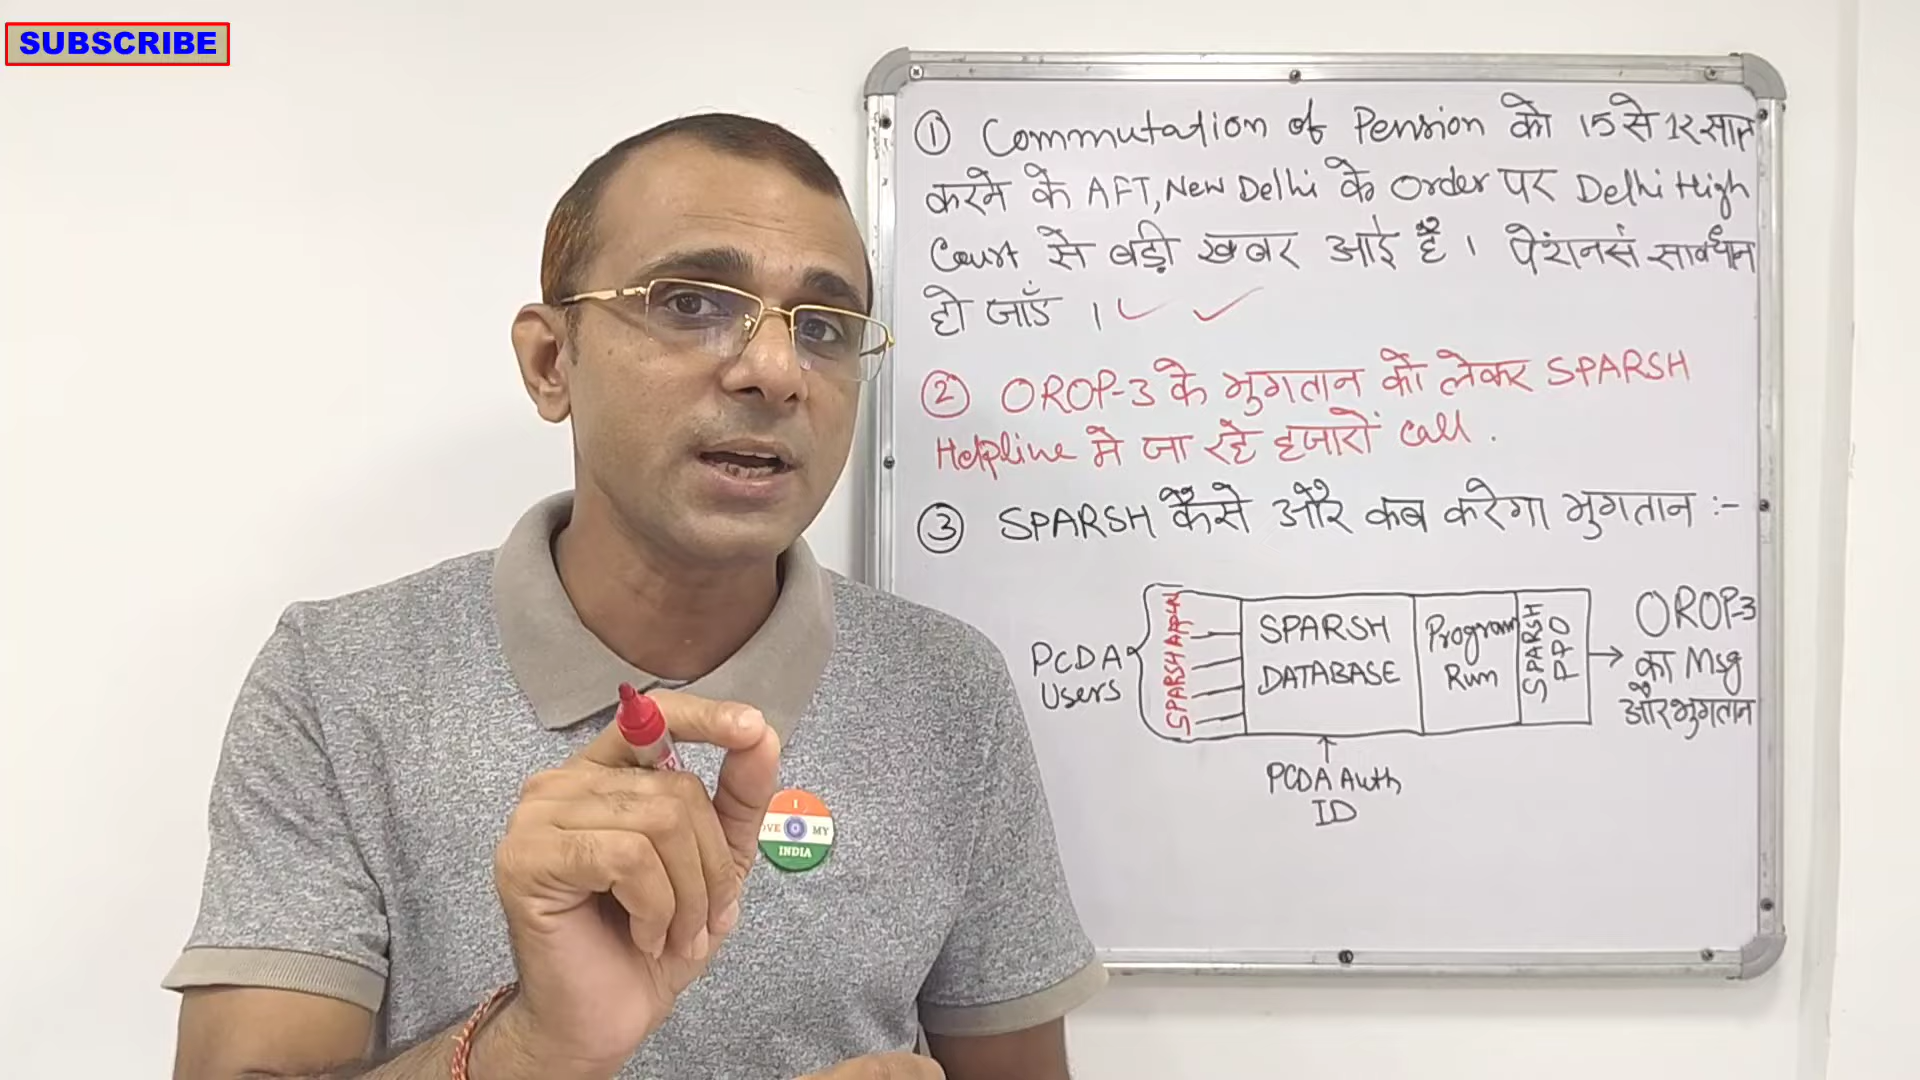 SUBSCRIBE
① Commutation of Pension को 15 से 12 साल
करने के AFT, New Delhi के Order पर Delhi High
Court से बड़ी खबर आई है । पेंशनर्स सावधान
हो जाँए ।
② OROP-3 के भुगतान को लेकर SPARSH
Helpline मे जा रहे हजारों call .
③ SPARSH कैसे और कब करेगा भुगतान :-
PCDA
Users
SPARSH
SPARSH
DATABASE
Program
Run
SPARSH
PPO
OROP-3
का Msg
और भुगतान
PCDA Auth
ID
I
MY
INDIA